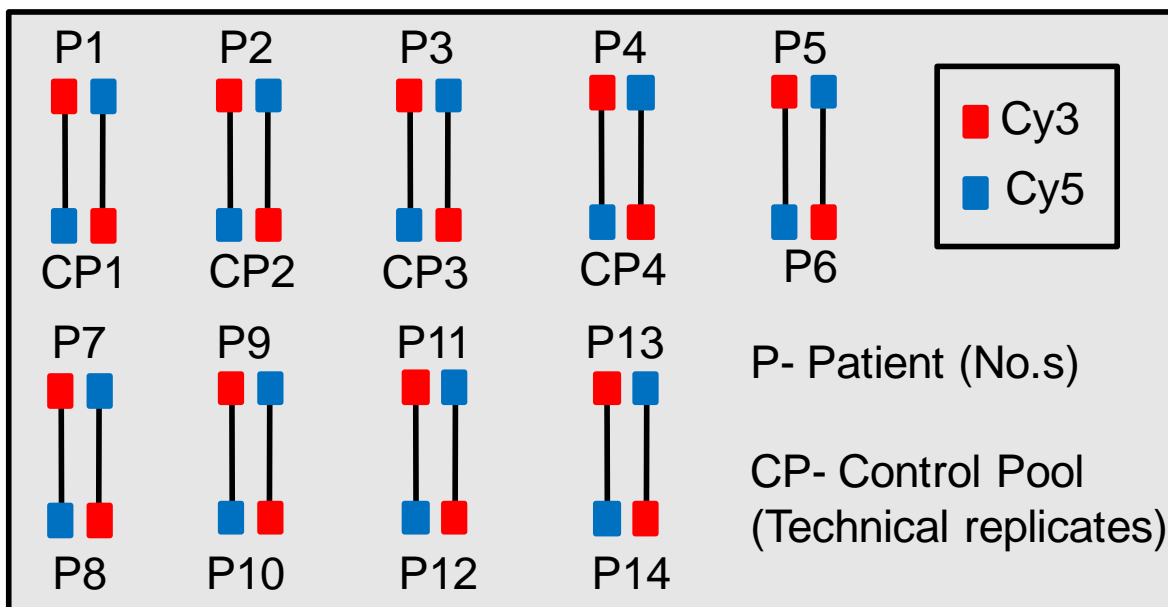 P1 P2 P3 P4 P5
CP1 CP2 CP3 CP4 P6
Cy3
Cy5
P7 P9 P11 P13
P8 P10 P12 P14
P- Patient (No.s)
CP- Control Pool
(Technical replicates)